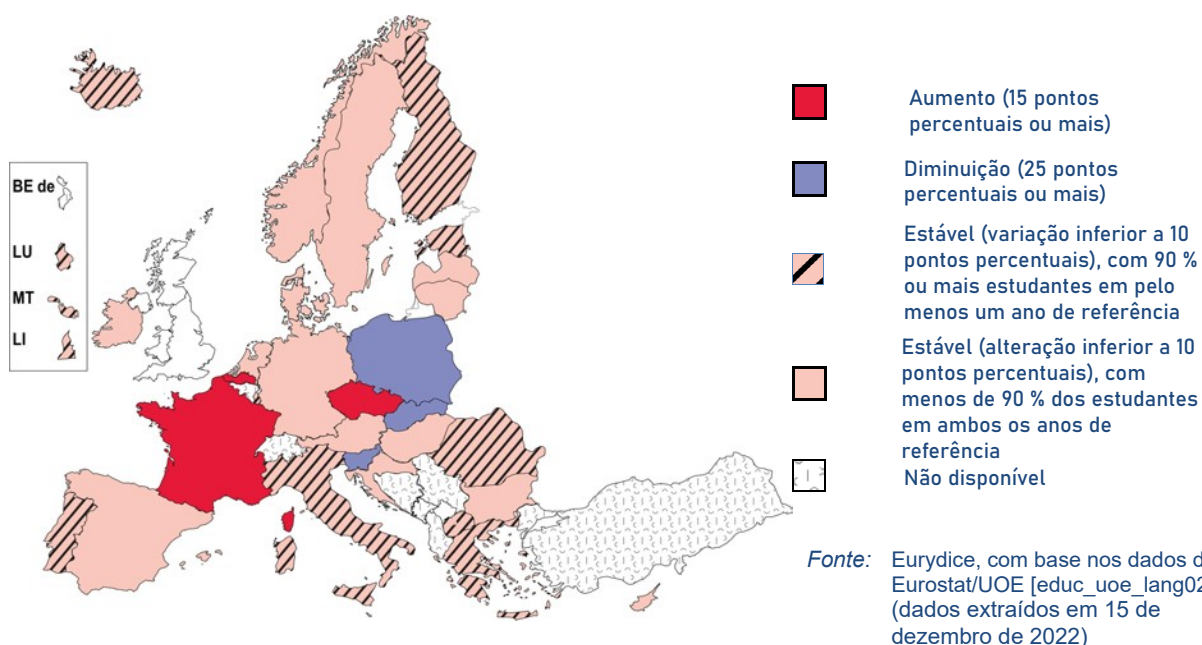 BE de
LU
MT
LI
Aumento (15 pontos
percentuais ou mais)
Diminuição (25 pontos
percentuais ou mais)
Estável (variação inferior a 10
pontos percentuais), com 90 %
ou mais estudantes em pelo
menos um ano de referência
Estável (alteração inferior a 10
pontos percentuais), com
menos de 90 % dos estudantes
em ambos os anos de
referência
Não disponível
Fonte: Eurydice, com base nos dados d
Eurostat/UOE [educ_uoe_lang02
(dados extraídos em 15 de
dezembro de 2022)